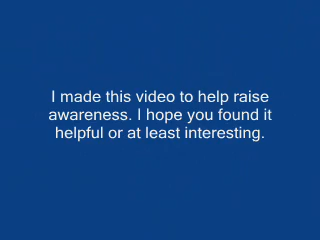 I made this video to help raise
awareness. I hope you found it
helpful or at least interesting.